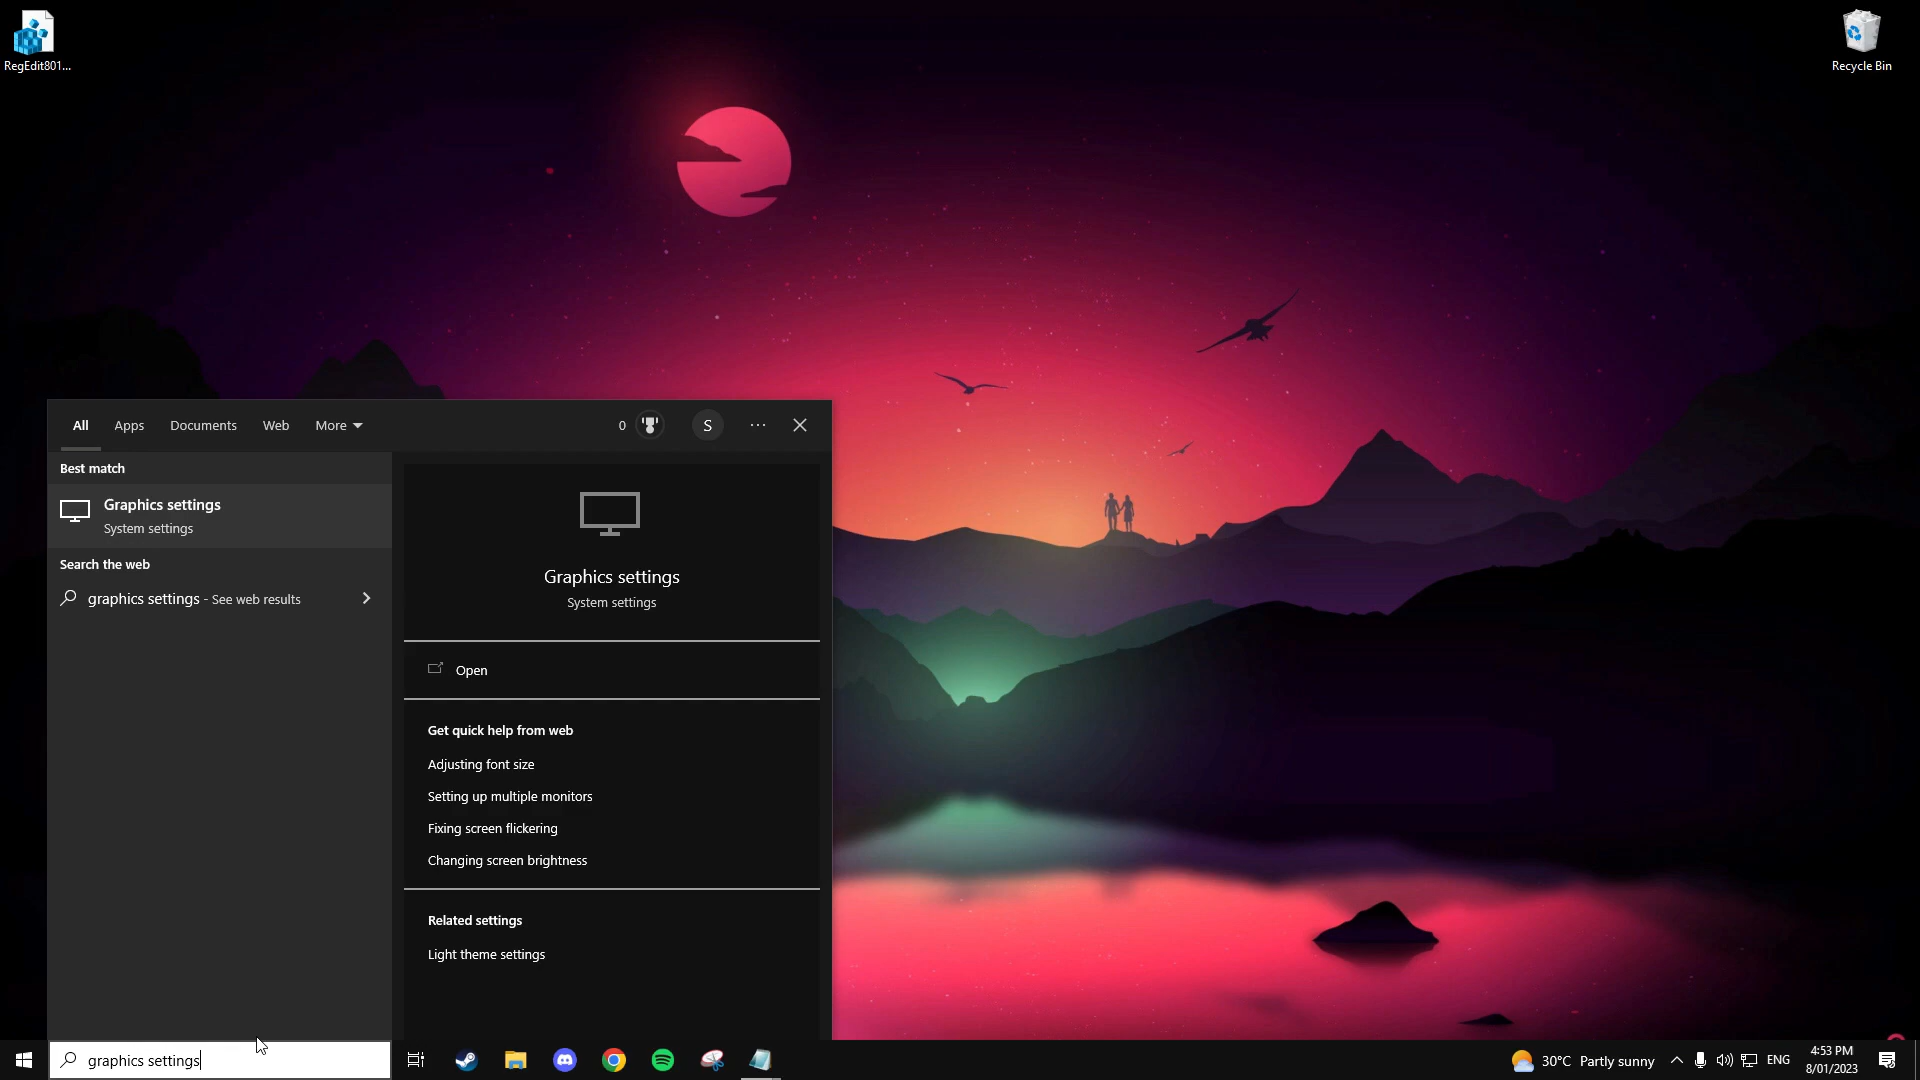 RegEdit801...
Recycle Bin
All Apps Documents Web More 0 S ...
Best match
Graphics settings
System settings
Search the web
graphics settings - See web results
Graphics settings
System settings
Open
Get quick help from web
Adjusting font size
Setting up multiple monitors
Fixing screen flickering
Changing screen brightness
Related settings
Light theme settings
graphics settings
30°C Partly sunny
ENG
4:53 PM
8/01/2023